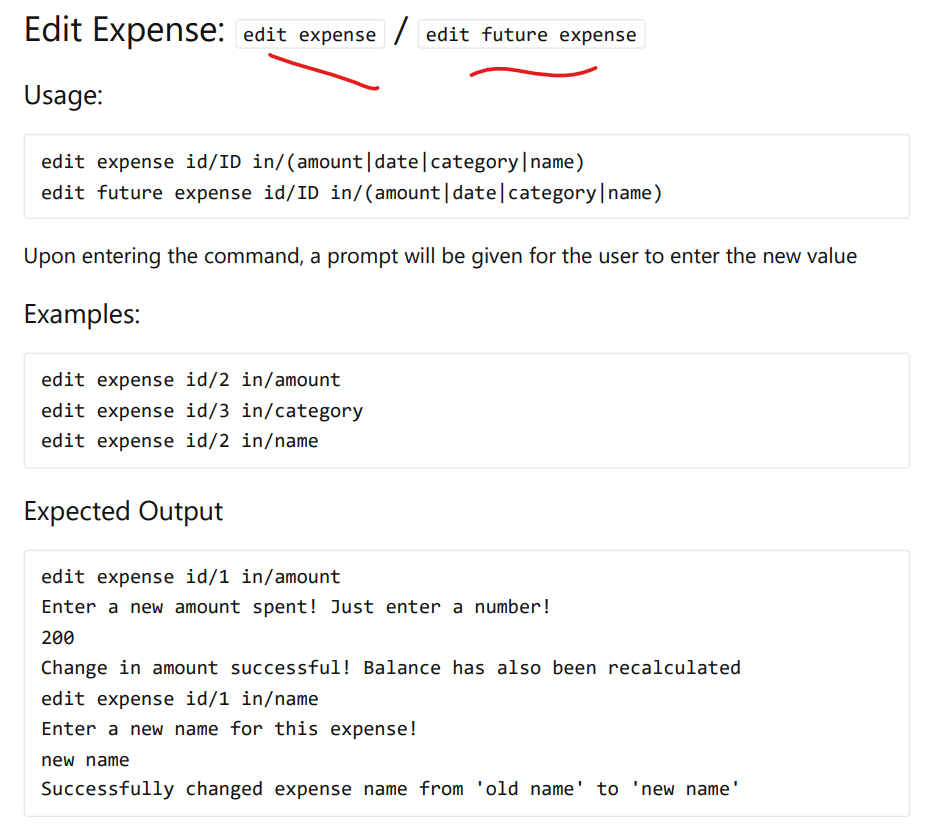 Edit Expense: edit expense / edit future expense
Usage:
edit expense id/ID in/(amount|date|category|name)
edit future expense id/ID in/(amount|date|category|name)
Upon entering the command, a prompt will be given for the user to enter the new value
Examples:
edit expense id/2 in/amount
edit expense id/3 in/category
edit expense id/2 in/name
Expected Output
edit expense id/1 in/amount
Enter a new amount spent! Just enter a number!
200
Change in amount successful! Balance has also been recalculated
edit expense id/1 in/name
Enter a new name for this expense!
new name
Successfully changed expense name from 'old name' to 'new name'